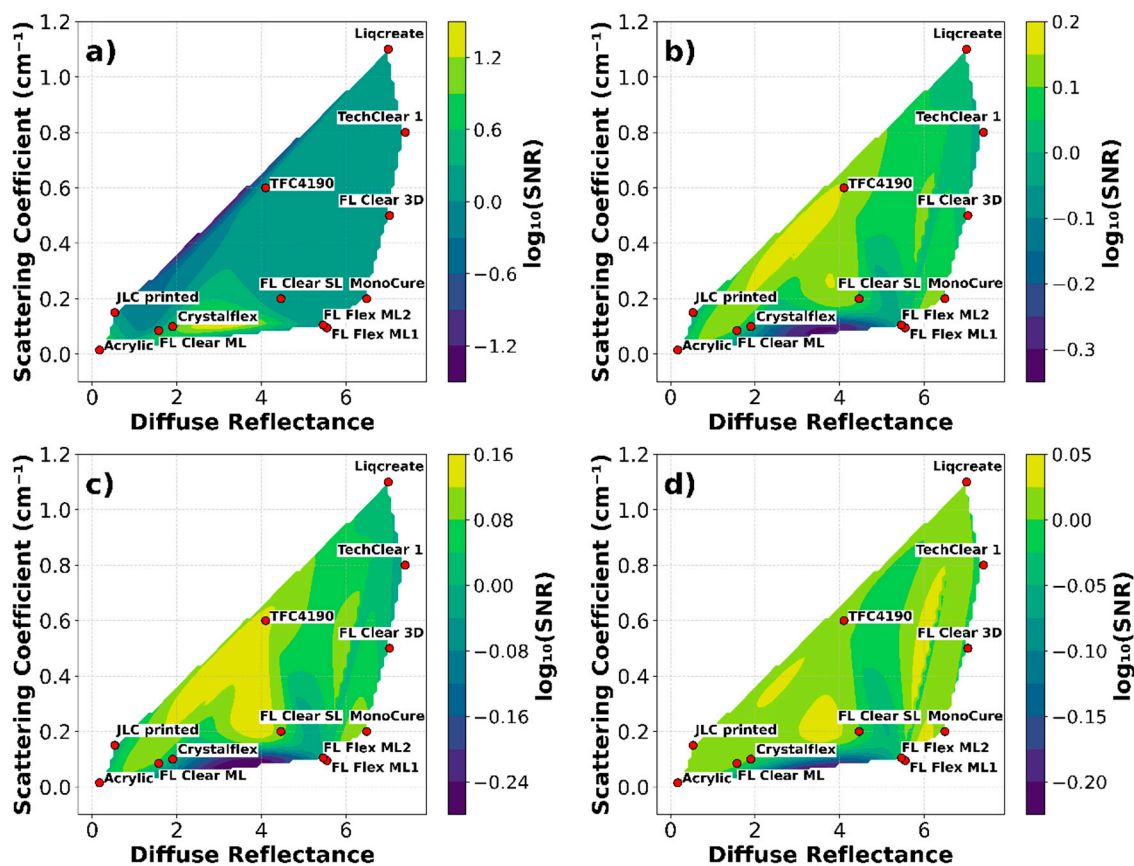 a)
Scattering Coefficient (cm⁻¹)
1.2
1.0
0.8
0.6
0.4
0.2
0.0
Liqcreate
TechClear 1
TFC4190
FL Clear 3D
FL Clear SL
MonoCure
JLC printed
Crystalflex
FL Flex ML2
FL Flex ML1
Acrylic
FL Clear ML
0 2 4 6
Diffuse Reflectance
1.2
0.6
0.0
−0.6
−1.2
log₁₀(SNR)
b)
Scattering Coefficient (cm⁻¹)
1.2
1.0
0.8
0.6
0.4
0.2
0.0
Liqcreate
TechClear 1
TFC4190
FL Clear 3D
FL Clear SL
MonoCure
JLC printed
Crystalflex
FL Flex ML2
FL Flex ML1
Acrylic
FL Clear ML
0 2 4 6
Diffuse Reflectance
0.2
0.1
0.0
−0.1
−0.2
−0.3
log₁₀(SNR)
c)
Scattering Coefficient (cm⁻¹)
1.2
1.0
0.8
0.6
0.4
0.2
0.0
Liqcreate
TechClear 1
TFC4190
FL Clear 3D
FL Clear SL
MonoCure
JLC printed
Crystalflex
FL Flex ML2
FL Flex ML1
Acrylic
FL Clear ML
0 2 4 6
Diffuse Reflectance
0.16
0.08
0.00
−0.08
−0.16
−0.24
log₁₀(SNR)
d)
Scattering Coefficient (cm⁻¹)
1.2
1.0
0.8
0.6
0.4
0.2
0.0
Liqcreate
TechClear 1
TFC4190
FL Clear 3D
FL Clear SL
MonoCure
JLC printed
Crystalflex
FL Flex ML2
FL Flex ML1
Acrylic
FL Clear ML
0 2 4 6
Diffuse Reflectance
0.05
0.00
−0.05
−0.10
−0.15
−0.20
log₁₀(SNR)